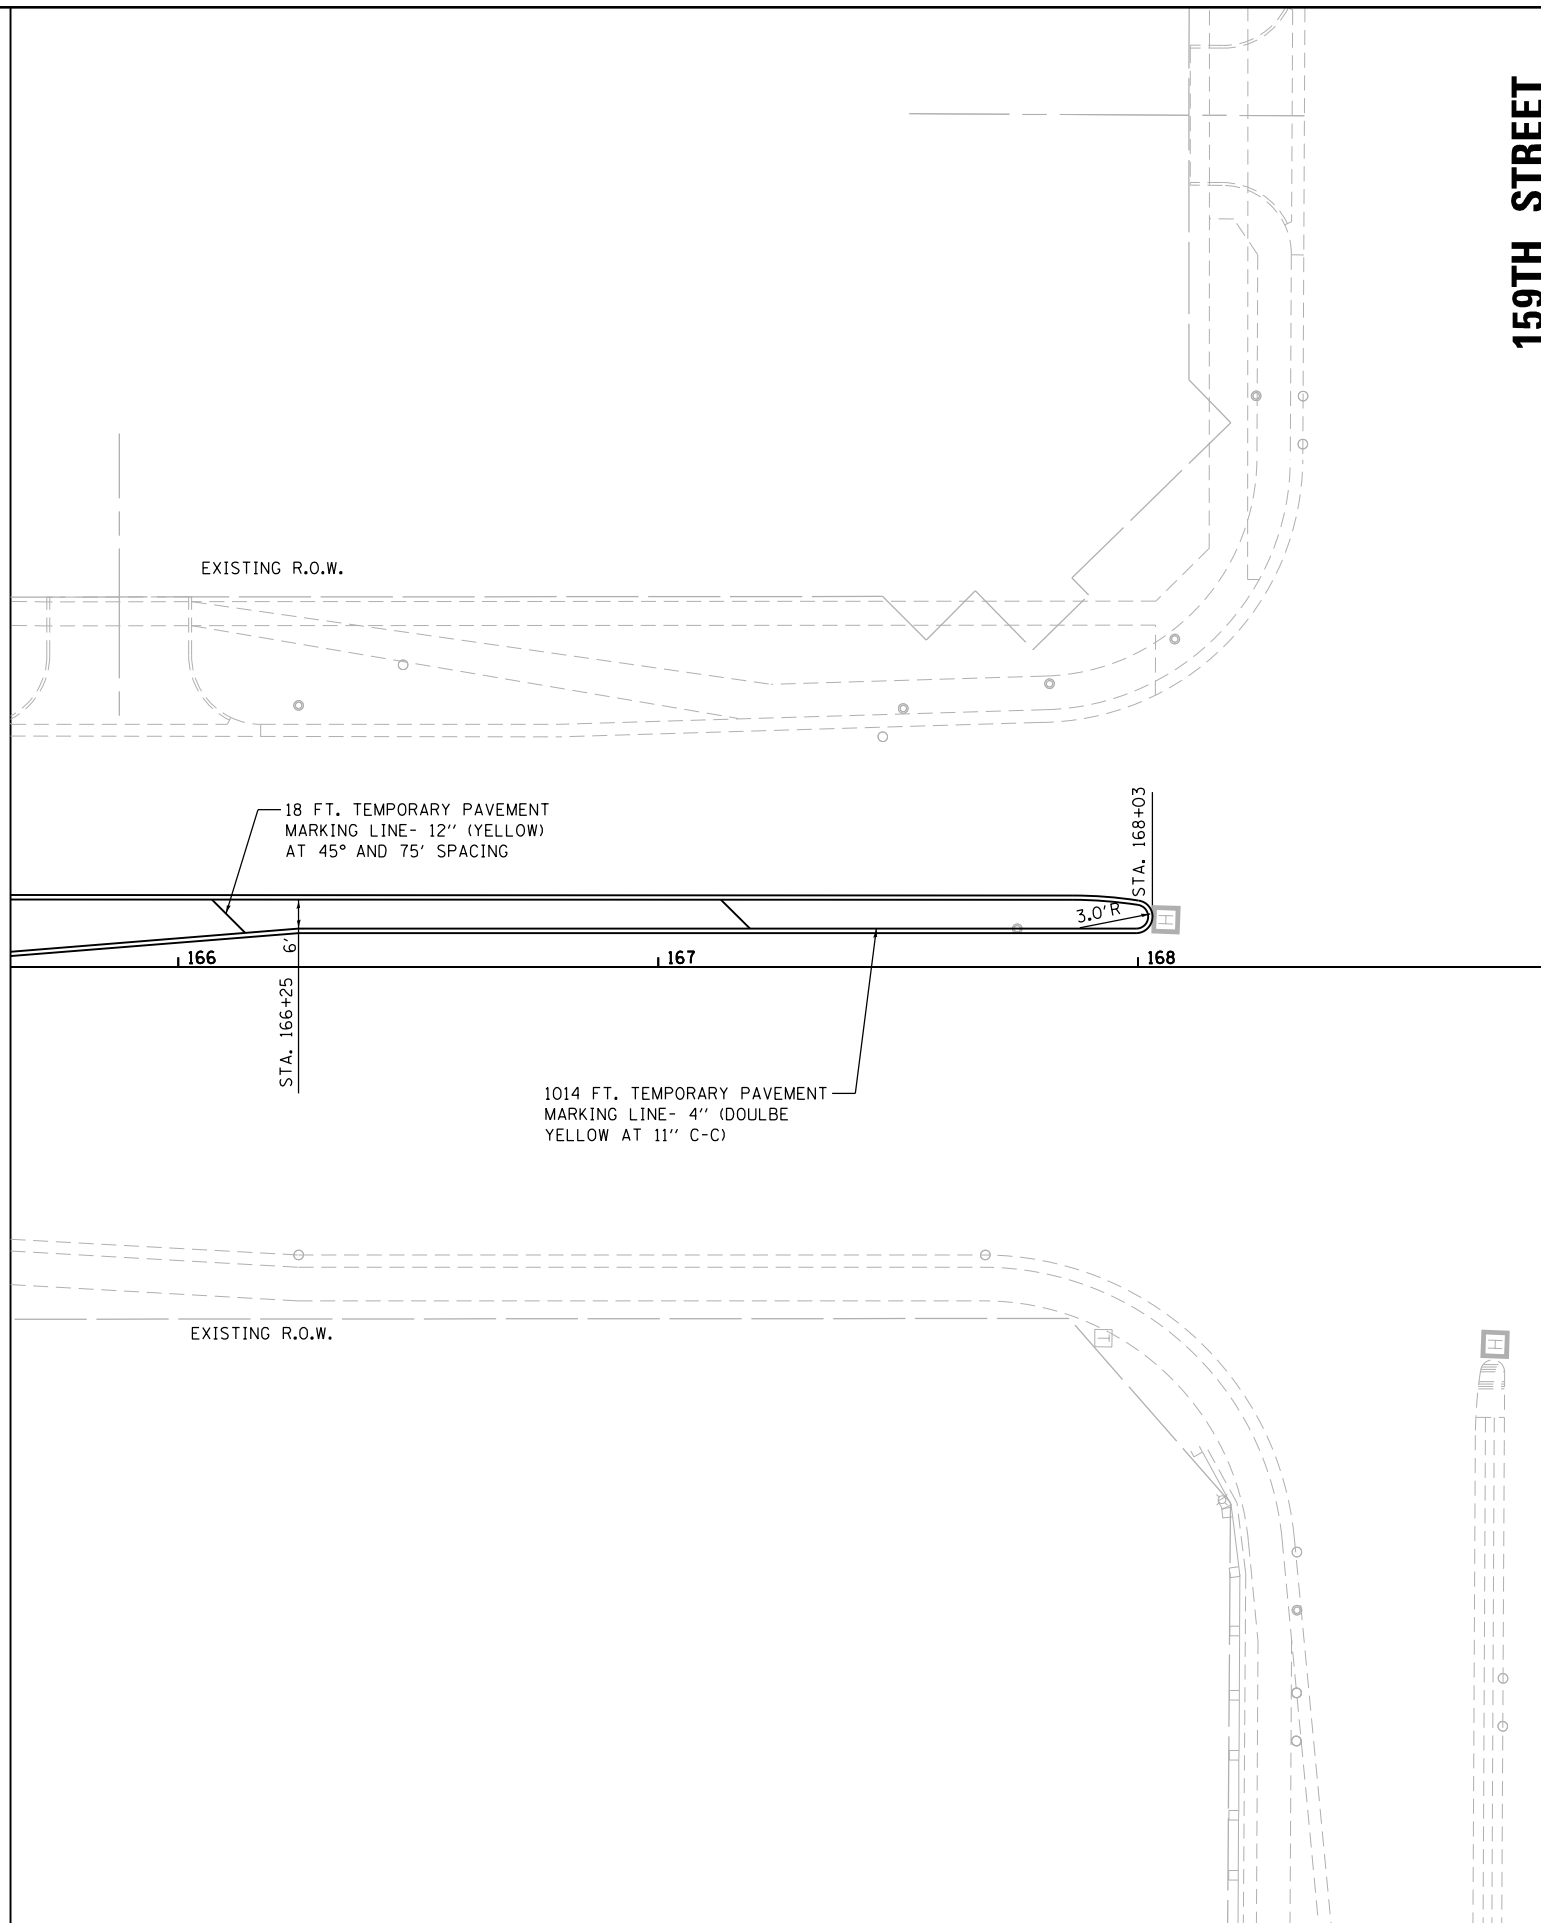 159TH STREET
EXISTING R.O.W.
18 FT. TEMPORARY PAVEMENT
MARKING LINE- 12'' (YELLOW)
AT 45° AND 75' SPACING
STA. 168+03
3.0'R
H
6'
166
167
168
STA. 166+25
1014 FT. TEMPORARY PAVEMENT
MARKING LINE- 4'' (DOULBE
YELLOW AT 11'' C-C)
EXISTING R.O.W.
T
H